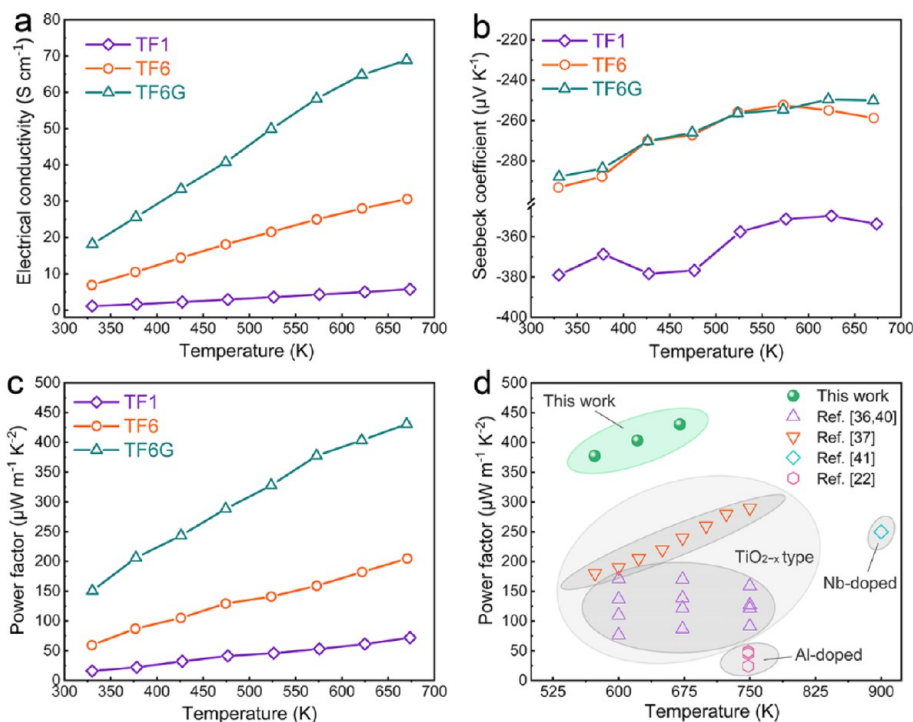 a
Electrical conductivity (S cm⁻¹)
80
70
60
50
40
30
20
10
0
TF1
TF6
TF6G
300 350 400 450 500 550 600 650 700
Temperature (K)
b
Seebeck coefficient (µV K⁻¹)
-220
-240
-260
-280
-360
-380
-400
TF1
TF6
TF6G
300 350 400 450 500 550 600 650 700
Temperature (K)
c
Power factor (µW m⁻¹ K⁻²)
500
450
400
350
300
250
200
150
100
50
0
TF1
TF6
TF6G
300 350 400 450 500 550 600 650 700
Temperature (K)
d
Power factor (µW m⁻¹ K⁻²)
500
450
400
350
300
250
200
150
100
50
0
This work
This work
Ref. [36,40]
Ref. [37]
Ref. [41]
Ref. [22]
TiO₂₋ₓ type
Nb-doped
Al-doped
525 600 675 750 825 900
Temperature (K)